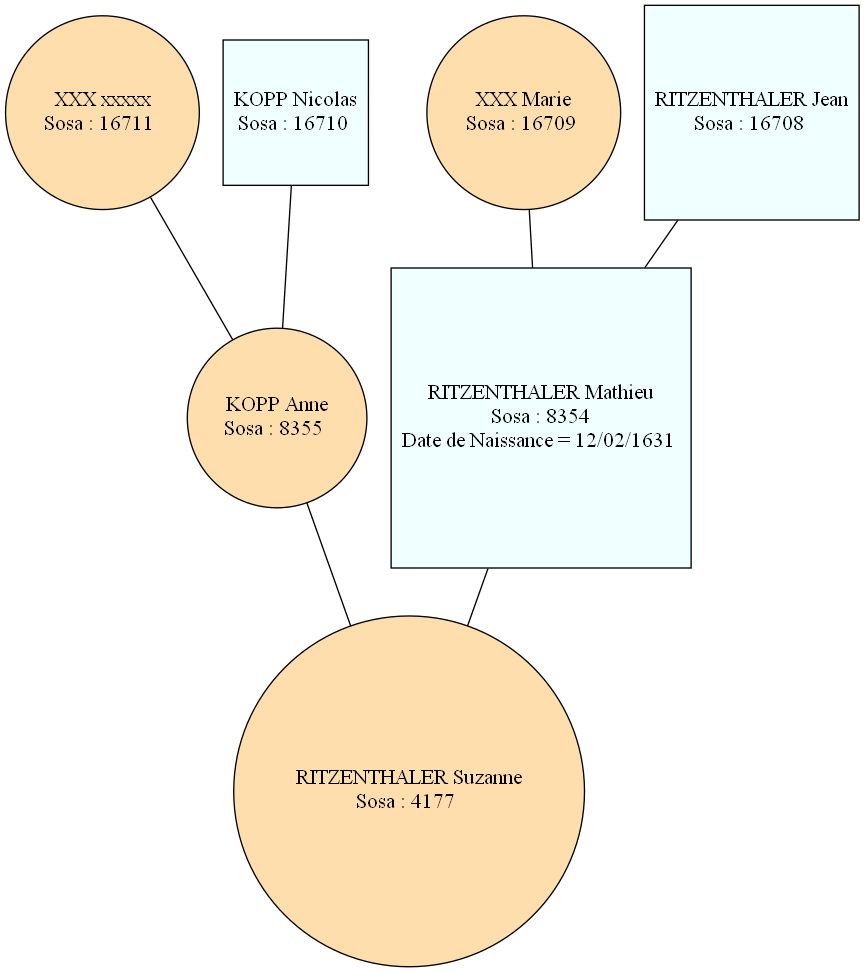 XXX xxxxx
Sosa : 16711
KOPP Nicolas
Sosa : 16710
XXX Marie
Sosa : 16709
RITZENTHALER Jean
Sosa : 16708
KOPP Anne
Sosa : 8355
RITZENTHALER Mathieu
Sosa : 8354
Date de Naissance = 12/02/1631
RITZENTHALER Suzanne
Sosa : 4177